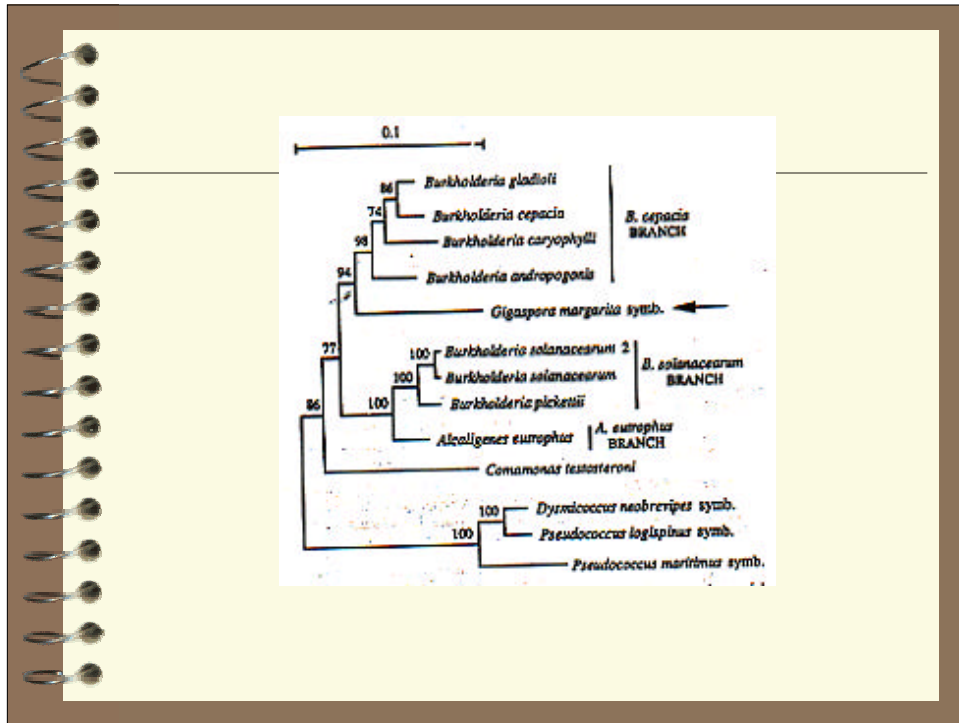 0.1
86
Burkholderia gladioli
Burkholderia cepacia
74
Burkholderia caryophylli
98
Burkholderia andropogonis
B. cepacia
BRANCH
94
Gigaspora margarita symb.
77
100
Burkholderia solanacearum 2
100
Burkholderia solanacearum
Burkholderia pickettii
B. solanacearum
BRANCH
100
Alcaligenes eutrophus
A. eutrophus
BRANCH
86
Comamonas testosteroni
100
Dysmicoccus neobrevipes symb.
Pseudococcus logispinus symb.
100
Pseudococcus maritimus symb.